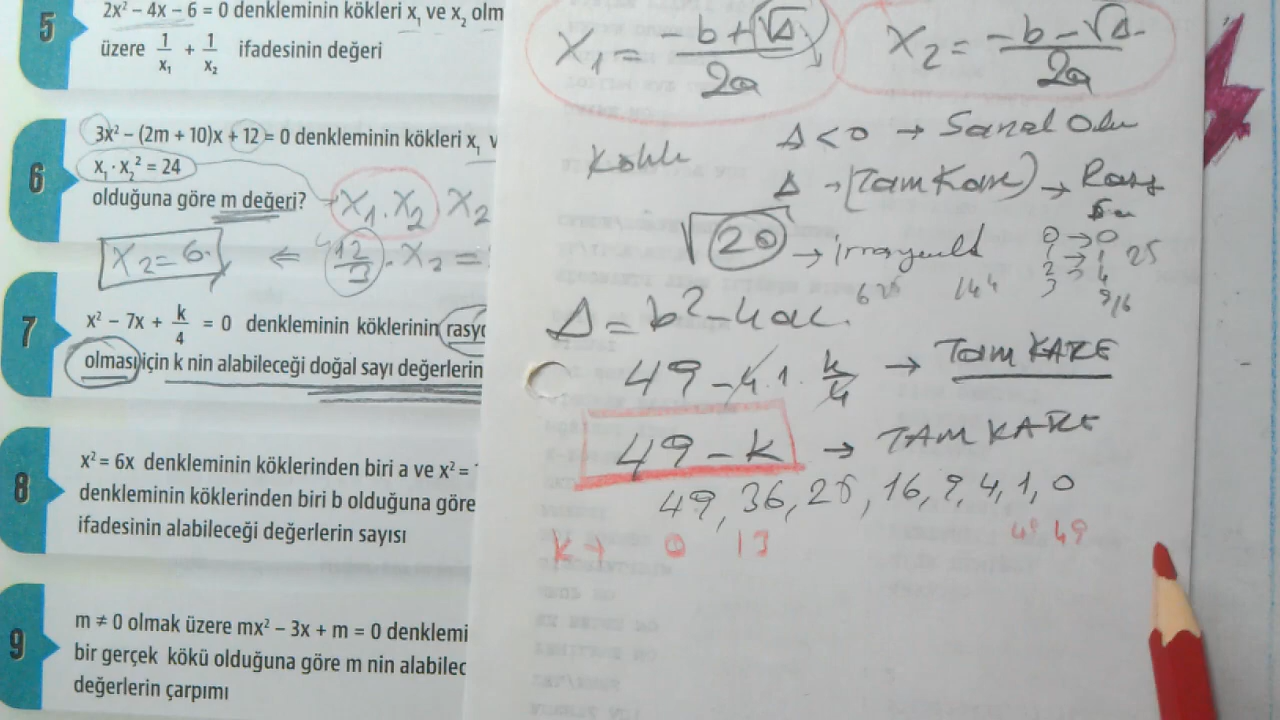 5
2x² – 4x – 6 = 0 denkleminin kökleri x₁ ve x₂ olm
üzere 1/x₁ + 1/x₂ ifadesinin değeri
6
3x² – (2m + 10)x + 12 = 0 denkleminin kökleri x₁ v
x₁ · x₂² = 24
olduğuna göre m değeri?
x₁ . x₂ x₂
12/3 . x₂ =
x₂ = 6
7
x² – 7x + k/4 = 0 denkleminin köklerinin rasyo
olması için k nin alabileceği doğal sayı değerlerin
8
x² = 6x denkleminin köklerinden biri a ve x² =
denkleminin köklerinden biri b olduğuna göre
ifadesinin alabileceği değerlerin sayısı
9
m ≠ 0 olmak üzere mx² – 3x + m = 0 denklemi
bir gerçek kökü olduğuna göre m nin alabilec
değerlerin çarpımı
x₁ = (-b + √Δ)/2a
x₂ = (-b - √Δ)/2a
Δ < 0 → Sanal
Δ → (Tam Kare) →
√20 →
0 → 0
1 → 1 25
2 → 4
3 9 16
625 144
Δ = b² - 4ac.
49 - 4.1. k/4 → TAM KARE
49 - k → TAM KARE
49, 36, 25, 16, 9, 4, 1, 0
k → 0 13 48 49